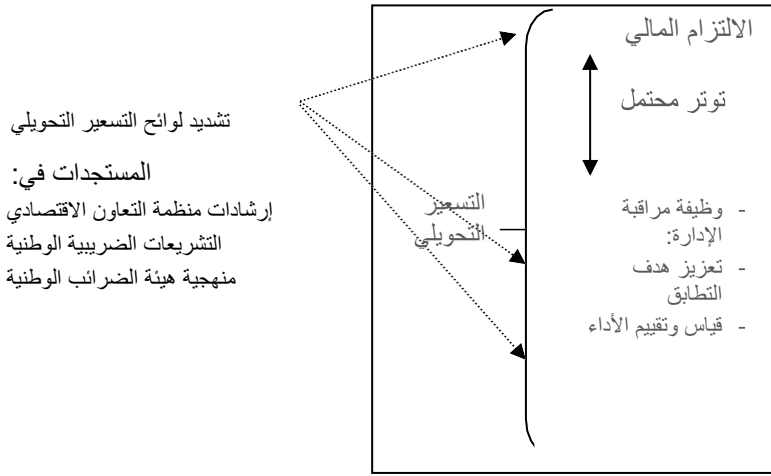 الالتزام المالي
توتر محتمل
- وظيفة مراقبة
الإدارة:
- تعزيز هدف
التطابق
- قياس وتقييم الأداء
التسعير
التحويلي
تشديد لوائح التسعير التحويلي
المستجدات في:
إرشادات منظمة التعاون الاقتصادي
التشريعات الضريبية الوطنية
منهجية هيئة الضرائب الوطنية